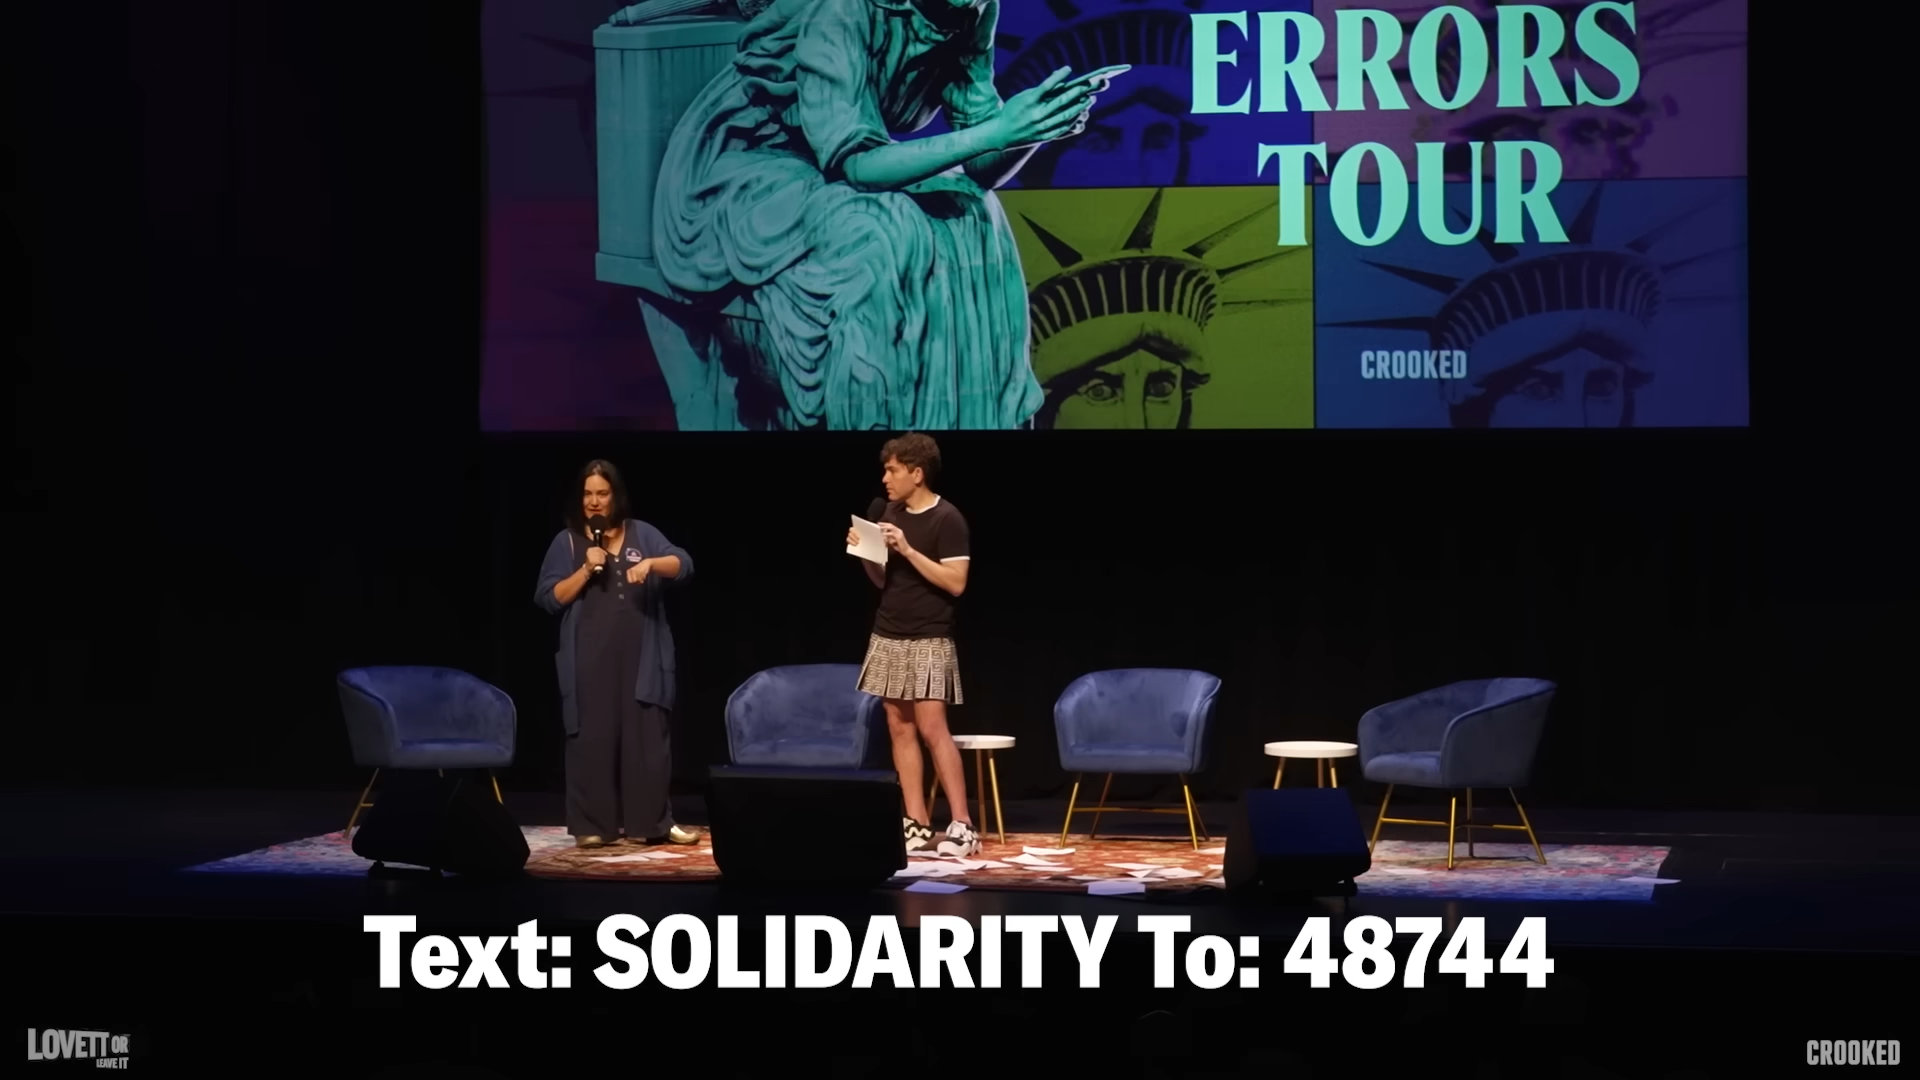 ERRORS
TOUR
CROOKED
Text: SOLIDARITY To: 48744
LOVETT OR
LEAVE IT
CROOKED